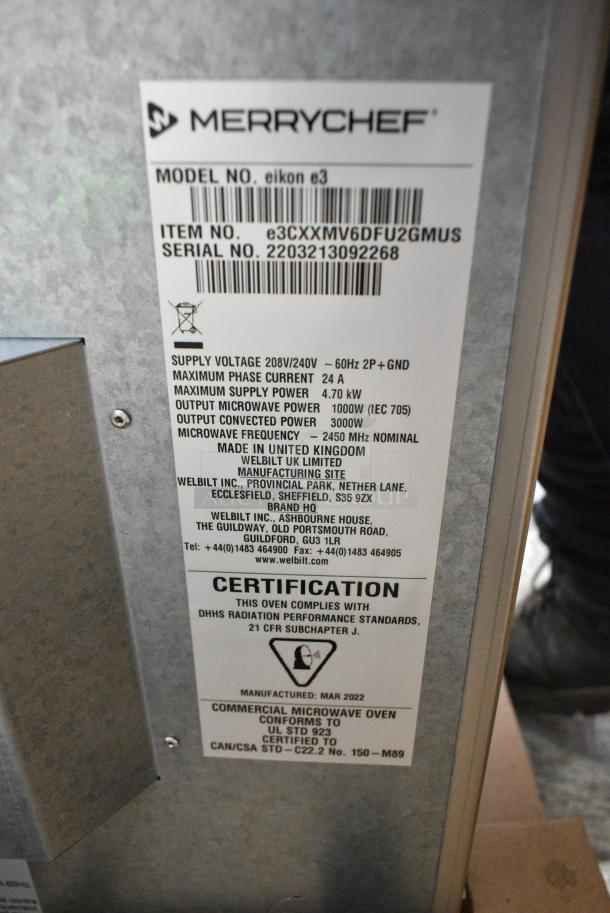 MERRYCHEF®
MODEL NO. eikon e3
ITEM NO. e3CXXMV6DFU2GMUS
SERIAL NO. 2203213092268
SUPPLY VOLTAGE 208V/240V ~60Hz 2P+GND
MAXIMUM PHASE CURRENT 24 A
MAXIMUM SUPPLY POWER 4.70 kW
OUTPUT MICROWAVE POWER 1000W (IEC 705)
OUTPUT CONVECTED POWER 3000W
MICROWAVE FREQUENCY - 2450 MHz NOMINAL
MADE IN UNITED KINGDOM
WELBILT UK LIMITED
MANUFACTURING SITE
WELBILT INC., PROVINCIAL PARK, NETHER LANE,
ECCLESFIELD, SHEFFIELD, S35 9ZX
BRAND HQ
WELBILT INC., ASHBOURNE HOUSE,
THE GUILDWAY, OLD PORTSMOUTH ROAD,
GUILDFORD, GU3 1LR
Tel: +44(0)1483 464900 Fax: +44(0)1483 464905
www.welbilt.com
CERTIFICATION
THIS OVEN COMPLIES WITH
DHHS RADIATION PERFORMANCE STANDARDS,
21 CFR SUBCHAPTER J.
MANUFACTURED: MAR 2022
COMMERCIAL MICROWAVE OVEN
CONFORMS TO
UL STD 923
CERTIFIED TO
CAN/CSA STD-C22.2 No. 150-M89
60Hz.
contre